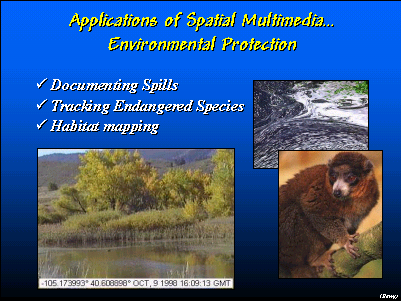 Applications of Spatial Multimedia...
Environmental Protection
✓ Documenting Spills
✓ Tracking Endangered Species
✓ Habitat mapping
-105.173993° 40.608898° OCT, 9 1998 16:09:13 GMT